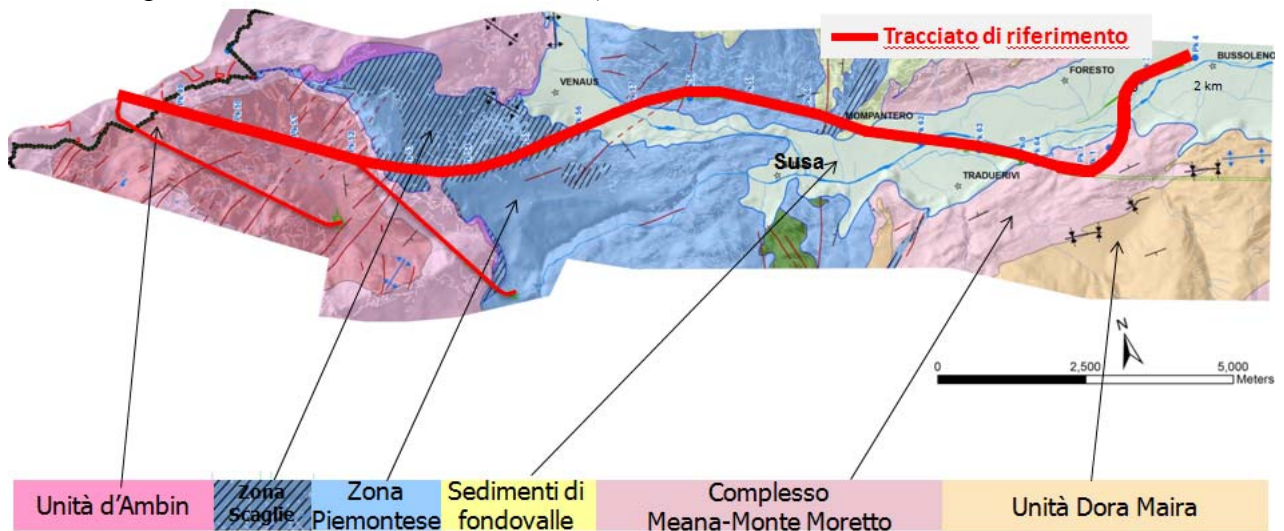 Tracciato di riferimento
VENAUS
FORESTO
BUSSOLENO
2 km
MOMPANTERO
Susa
TRADUERIVI
N
0 2,500 5,000
Meters
Unità d'Ambin
Zona
Scaglie
Zona
Piemontese
Sedimenti di
fondovalle
Complesso
Meana-Monte Moretto
Unità Dora Maira